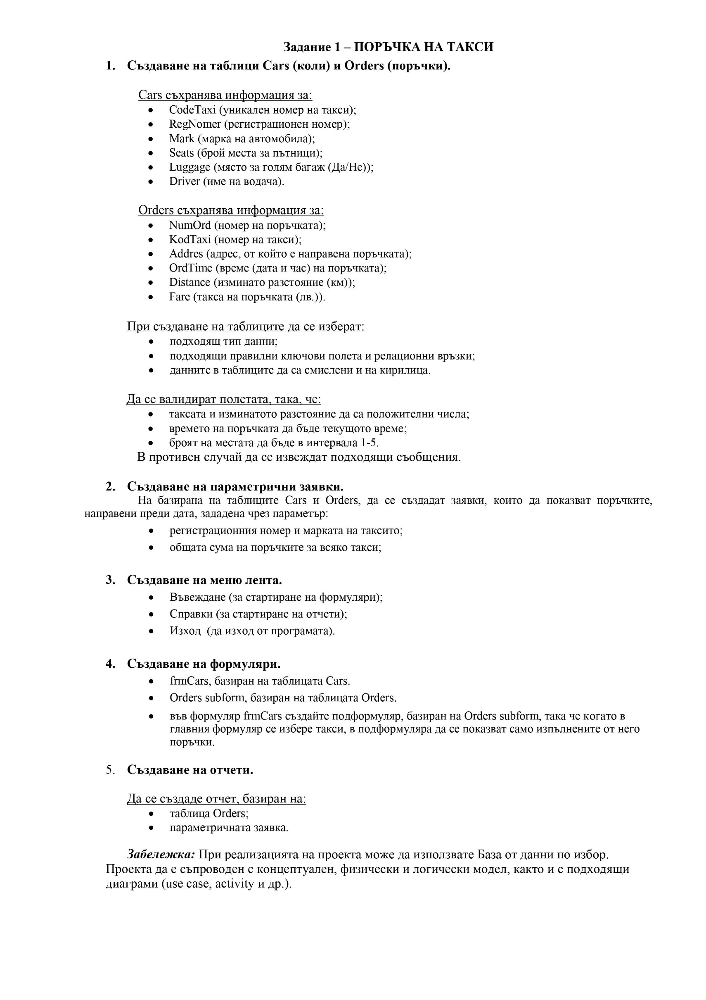 Задание 1 – ПОРЪЧКА НА ТАКСИ
1. Създаване на таблици Cars (коли) и Orders (поръчки).
Cars съхранява информация за:
• CodeTaxi (уникален номер на такси);
• RegNomer (регистрационен номер);
• Mark (марка на автомобила);
• Seats (брой места за пътници);
• Luggage (място за голям багаж (Да/Не));
• Driver (име на водача).
Orders съхранява информация за:
• NumOrd (номер на поръчката);
• KodTaxi (номер на такси);
• Addres (адрес, от който е направена поръчката);
• OrdTime (време (дата и час) на поръчката);
• Distance (изминато разстояние (км));
• Fare (такса на поръчката (лв.)).
При създаване на таблиците да се изберат:
• подходящ тип данни;
• подходящи правилни ключови полета и релационни връзки;
• данните в таблиците да са смислени и на кирилица.
Да се валидират полетата, така, че:
• таксата и изминатото разстояние да са положителни числа;
• времето на поръчката да бъде текущото време;
• броят на местата да бъде в интервала 1-5.
В противен случай да се извеждат подходящи съобщения.
2. Създаване на параметрични заявки.
На базирана на таблиците Cars и Orders, да се създадат заявки, които да показват поръчките,
направени преди дата, зададена чрез параметър:
• регистрационния номер и марката на таксито;
• общата сума на поръчките за всяко такси;
3. Създаване на меню лента.
• Въвеждане (за стартиране на формуляри);
• Справки (за стартиране на отчети);
• Изход (да изход от програмата).
4. Създаване на формуляри.
• frmCars, базиран на таблицата Cars.
• Orders subform, базиран на таблицата Orders.
• във формуляр frmCars създайте подформуляр, базиран на Orders subform, така че когато в
главния формуляр се избере такси, в подформуляра да се показват само изпълнените от него
поръчки.
5. Създаване на отчети.
Да се създаде отчет, базиран на:
• таблица Orders;
• параметричната заявка.
Забележка: При реализацията на проекта може да използвате База от данни по избор.
Проекта да е съпроводен с концептуален, физически и логически модел, както и с подходящи
диаграми (use case, activity и др.).